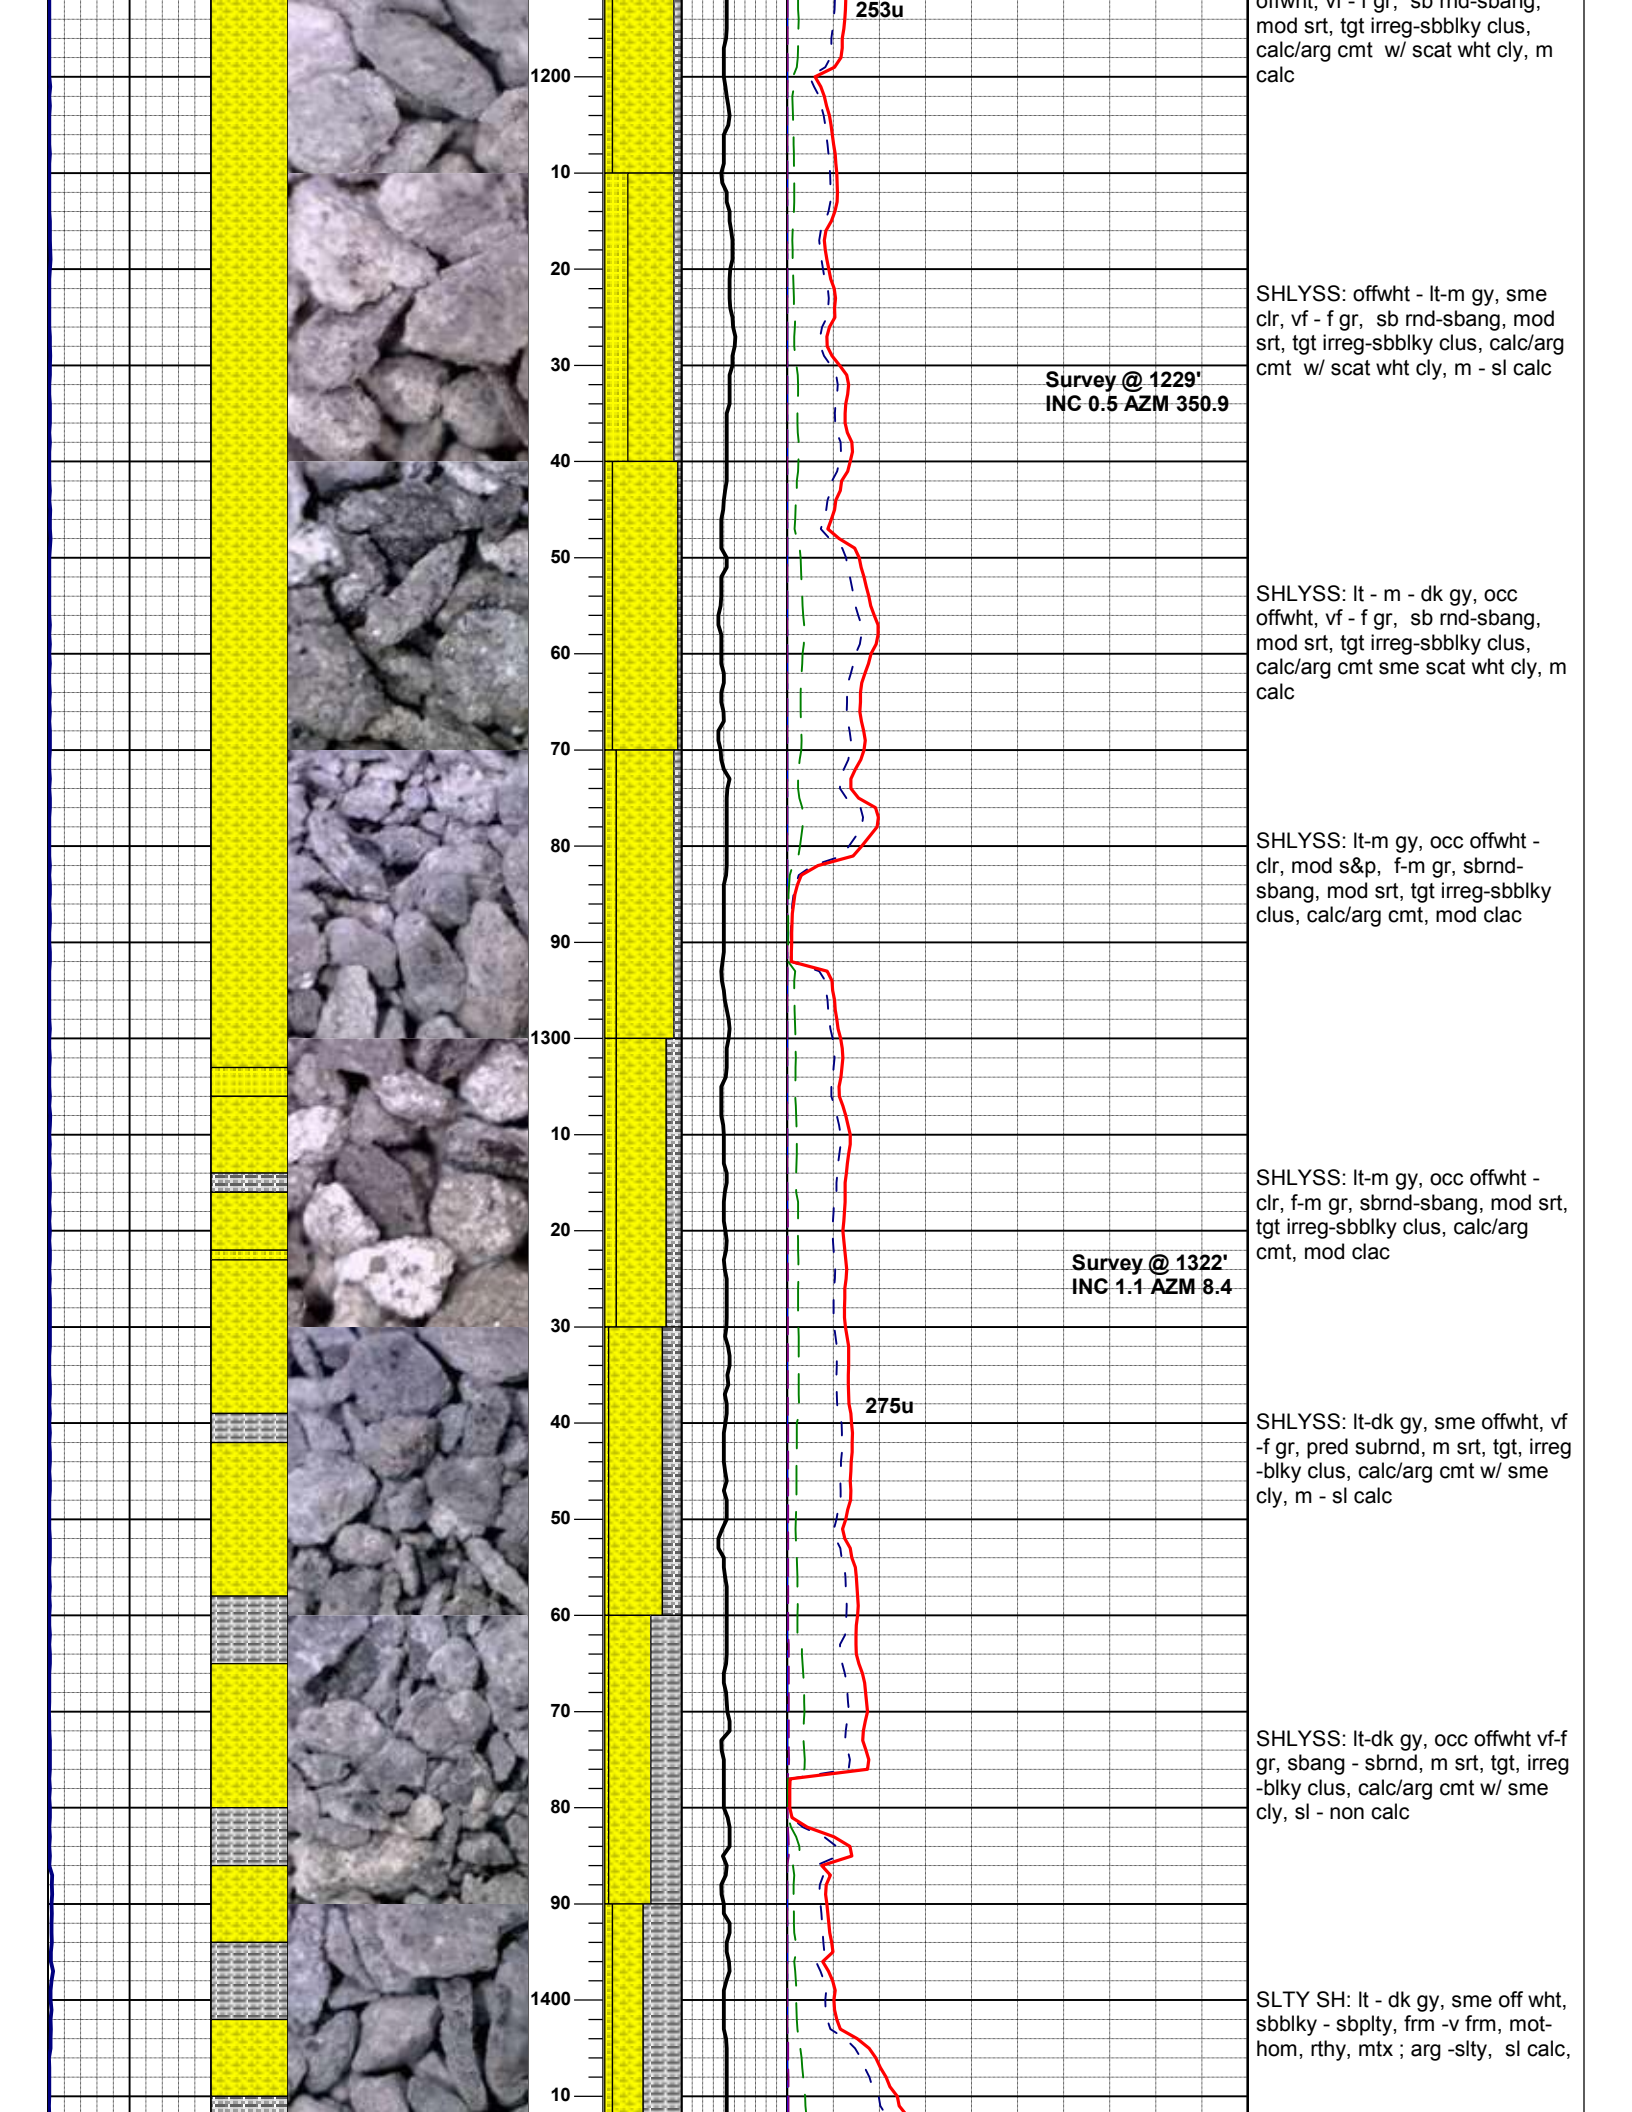 253u
offwht, vf - f gr,  sb rnd-sbang,
mod srt, tgt irreg-sbblky clus,
calc/arg cmt  w/ scat wht cly, m
calc
1200
10
20
SHLYSS: offwht - lt-m gy, sme
clr, vf - f gr,  sb rnd-sbang, mod
srt, tgt irreg-sbblky clus, calc/arg
cmt  w/ scat wht cly, m - sl calc
30
Survey @ 1229'
INC 0.5 AZM 350.9
40
50
SHLYSS: lt - m - dk gy, occ
offwht, vf - f gr,  sb rnd-sbang,
mod srt, tgt irreg-sbblky clus,
calc/arg cmt sme scat wht cly, m
calc
60
70
80
SHLYSS: lt-m gy, occ offwht -
clr, mod s&p,  f-m gr, sbrnd-
sbang, mod srt, tgt irreg-sbblky
clus, calc/arg cmt, mod clac
90
1300
10
SHLYSS: lt-m gy, occ offwht -
clr, f-m gr, sbrnd-sbang, mod srt,
tgt irreg-sbblky clus, calc/arg
cmt, mod clac
20
Survey @ 1322'
INC 1.1 AZM 8.4
30
275u
40
SHLYSS: lt-dk gy, sme offwht, vf
-f gr, pred subrnd, m srt, tgt, irreg
-blky clus, calc/arg cmt w/ sme
cly, m - sl calc
50
60
70
SHLYSS: lt-dk gy, occ offwht vf-f
gr, sbang - sbrnd, m srt, tgt, irreg
-blky clus, calc/arg cmt w/ sme
cly, sl - non calc
80
90
1400
SLTY SH: lt - dk gy, sme off wht,
sbblky - sbplty, frm -v frm, mot-
hom, rthy, mtx ; arg -slty,  sl calc,
10